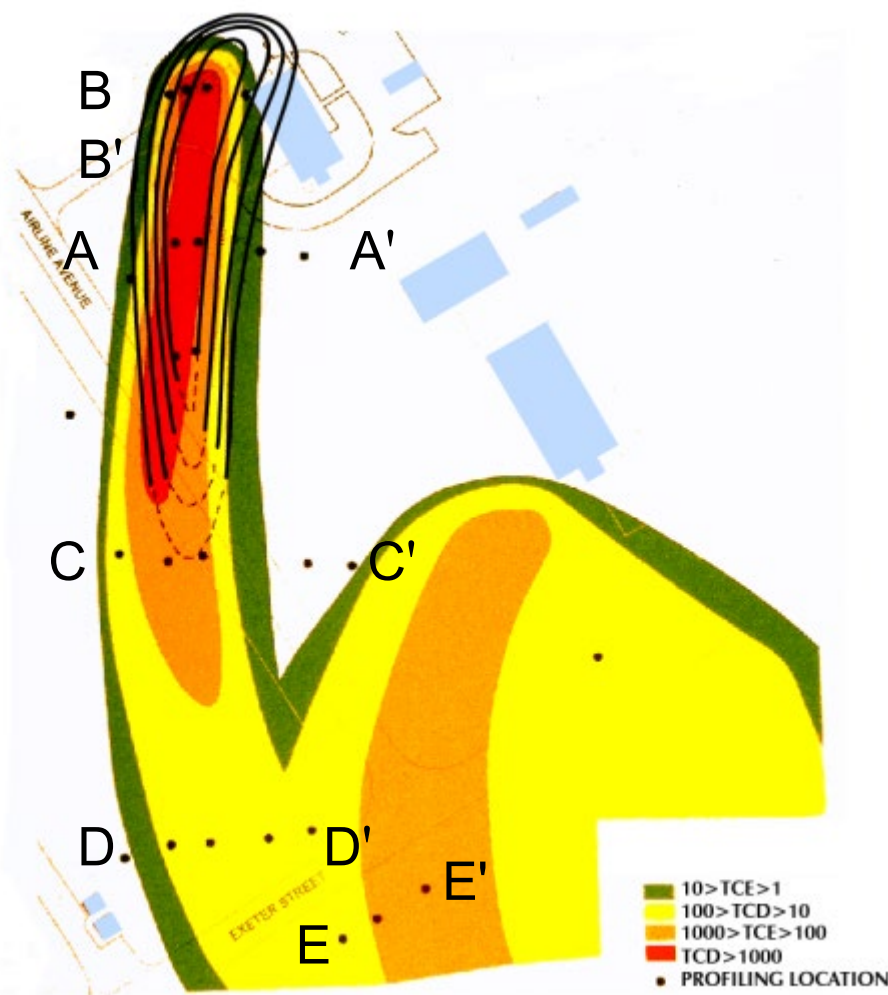 B
B'
AIRLINE AVENUE
A
A'
C
C'
D
D'
E'
EXETER STREET
E
10>TCE>1
100>TCD>10
1000>TCE>100
TCD>1000
PROFILING LOCATION